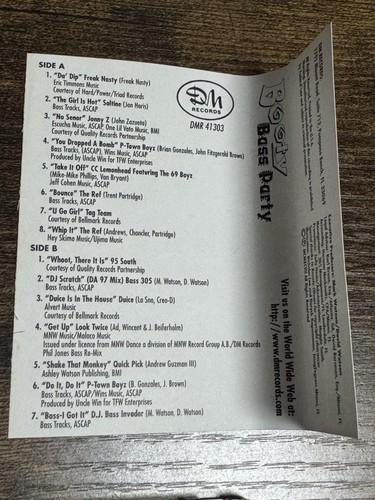 SIDE A
1. "Da' Dip" Freak Nasty (Freak Nasty)
Eric Timmons Music
Courtesy of Hard/Power/Triad Records
2. "The Girl Is Hot" Saltine (Jon Haris)
Bass Tracks, ASCAP
3. "No Senor" Jonny Z (John Zazueta)
Escucha Music, ASCAP, One Lil Vato Music, BMI
Courtesy of Quality Records Partnership
4. "You Dropped A Bomb" P-Town Boyz (Brian Gonzales, John Fitzgerald Brown)
Bass Tracks, (ASCAP), Wins Music, ASCAP
Produced by Uncle Win for TFW Enterprises
5. "Take It Off" CC Lemonhead Featuring The 69 Boyz
(Mike-Mike Phillips, Van Bryant)
Jeff Cohen Music, ASCAP
6. "Bounce" The Ref (Trent Partridge)
Bass Tracks, ASCAP
7. "U Go Girl" Tag Team
Courtesy of Bellmark Records
8. "Whip It" The Ref (Andrews, Chancler, Partridge)
Hey Skimo Music/Ujima Music
SIDE B
1. "Whoot, There It Is" 95 South
Courtesy of Quality Records Partnership
2. "DJ Scratch" (DA 97 Mix) Bass 305 (M. Watson, D. Watson)
Bass Tracks, ASCAP
3. "Duice Is In The House" Duice (La Sno, Creo-D)
Alvert Music
Courtesy of Bellmark Records
4. "Get Up" Look Twice (Ad, Wincent & J. Beiferholm)
MNW Music/Malaco Music
Issued under licence from MNW Dance a division of MNW Record Group A.B./DM Records
Phil Jones Bass Ra-Mix
5. "Shake That Monkey" Quick Pick (Andrew Guzman III)
Ashley Watson Publishing, BMI
6. "Do It, Do It" P-Town Boyz (B. Gonzales, J. Brown)
Bass Tracks, ASCAP/Wins Music, ASCAP
Produced by Uncle Win for TFW Enterprises
7. "Bass-I Got It" D.J. Bass Invader (M. Watson, D. Watson)
Bass Tracks, ASCAP
DM
RECORDS
DMR 41303
Booty
Bass Party
Visit us on the World Wide Web at:
http://www.dmrecords.com
DM RECORDS